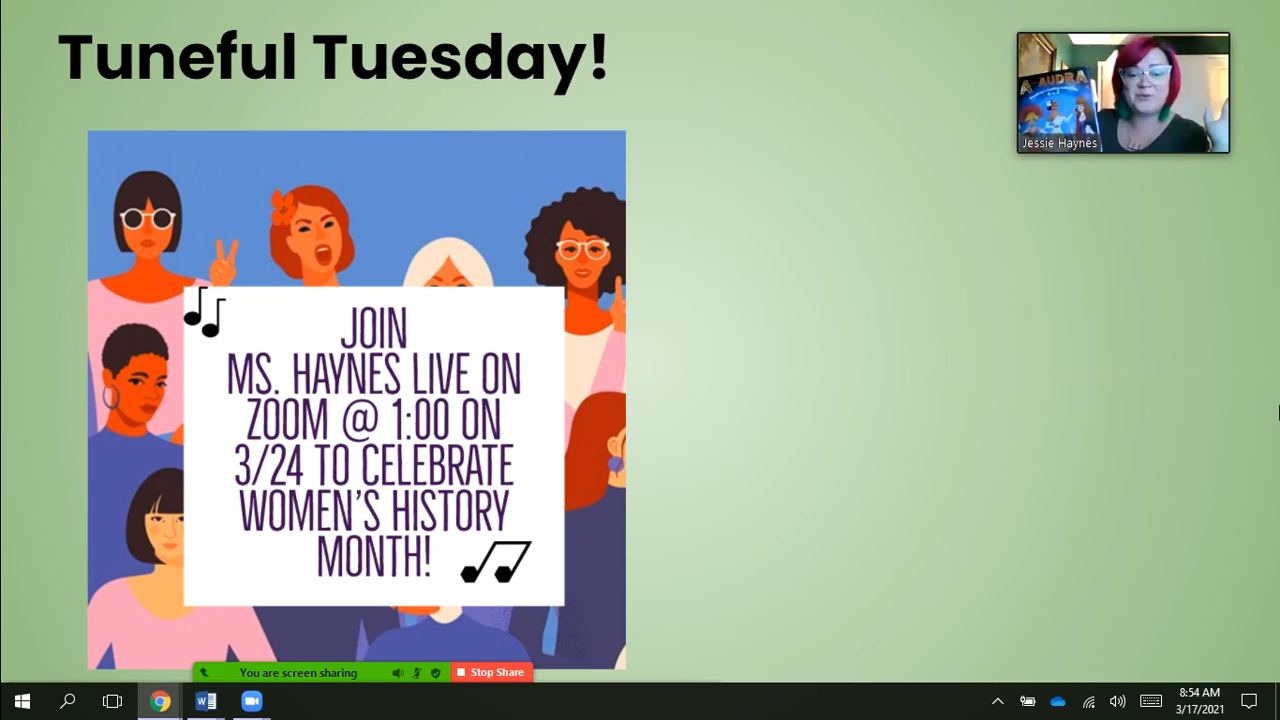 Tuneful Tuesday!
A AUDRA
Jessie Haynes
JOIN
MS. HAYNES LIVE ON
ZOOM @ 1:00 ON
3/24 TO CELEBRATE
WOMEN'S HISTORY
MONTH!
You are screen sharing
Stop Share
8:54 AM
3/17/2021